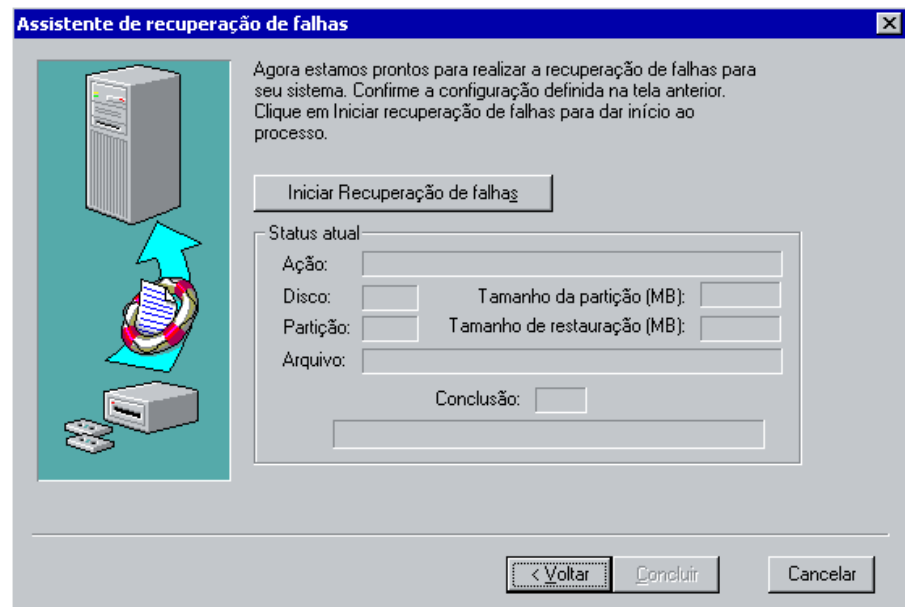 Assistente de recuperação de falhas
Agora estamos prontos para realizar a recuperação de falhas para
seu sistema. Confirme a configuração definida na tela anterior.
Clique em Iniciar recuperação de falhas para dar início ao
processo.
Iniciar Recuperação de falhas
Status atual
Ação:
Disco: Tamanho da partição (MB):
Partição: Tamanho de restauração (MB):
Arquivo:
Conclusão:
< Voltar Concluir Cancelar